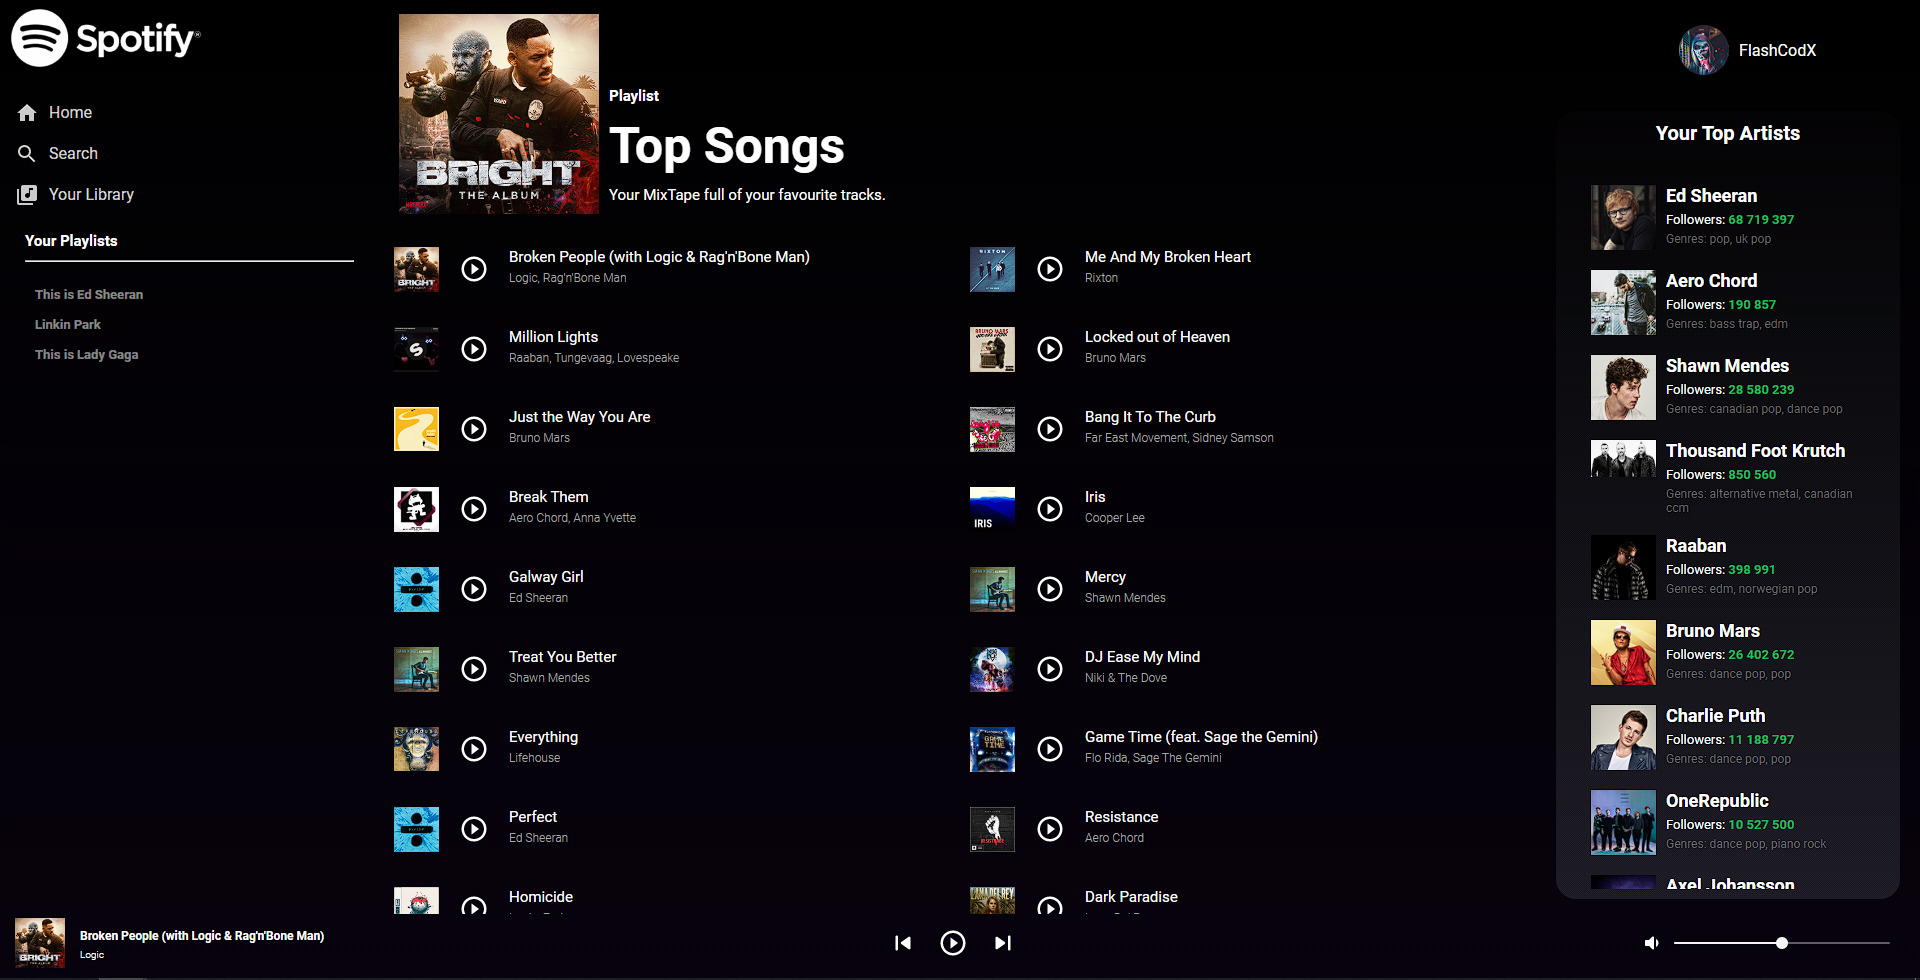 Spotify®
Home
Search
Your Library
Your Playlists
This is Ed Sheeran
Linkin Park
This is Lady Gaga
BRIGHT
THE ALBUM
Playlist
Top Songs
Your MixTape full of your favourite tracks.
Broken People (with Logic & Rag'n'Bone Man)
Logic, Rag'n'Bone Man
Million Lights
Raaban, Tungevaag, Lovespeake
Just the Way You Are
Bruno Mars
Break Them
Aero Chord, Anna Yvette
Galway Girl
Ed Sheeran
Treat You Better
Shawn Mendes
Everything
Lifehouse
Perfect
Ed Sheeran
Homicide
RIXTON
Me And My Broken Heart
Rixton
BRUNO MARS
Locked out of Heaven
Bruno Mars
Bang It To The Curb
Far East Movement, Sidney Samson
IRIS
Iris
Cooper Lee
Mercy
Shawn Mendes
DJ Ease My Mind
Niki & The Dove
GAME
TIME
Game Time (feat. Sage the Gemini)
Flo Rida, Sage The Gemini
RESISTANCE
Resistance
Aero Chord
LANA DEL REY
Dark Paradise
FlashCodX
Your Top Artists
Ed Sheeran
Followers: 68 719 397
Genres: pop, uk pop
Aero Chord
Followers: 190 857
Genres: bass trap, edm
Shawn Mendes
Followers: 28 580 239
Genres: canadian pop, dance pop
Thousand Foot Krutch
Followers: 850 560
Genres: alternative metal, canadian
ccm
Raaban
Followers: 398 991
Genres: edm, norwegian pop
Bruno Mars
Followers: 26 402 672
Genres: dance pop, pop
Charlie Puth
Followers: 11 188 797
Genres: dance pop, pop
OneRepublic
Followers: 10 527 500
Genres: dance pop, piano rock
Axel Johansson
BRIGHT
Broken People (with Logic & Rag'n'Bone Man)
Logic